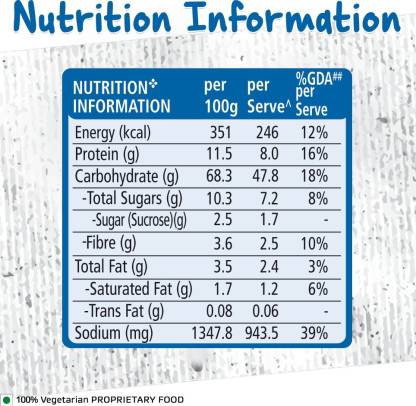 Nutrition Information
NUTRITION❖ INFORMATION per 100g per Serve^ %GDA## per Serve
Energy (kcal) 351 246 12%
Protein (g) 11.5 8.0 16%
Carbohydrate (g) 68.3 47.8 18%
-Total Sugars (g) 10.3 7.2 8%
-Sugar (Sucrose)(g) 2.5 1.7 -
-Fibre (g) 3.6 2.5 10%
Total Fat (g) 3.5 2.4 3%
-Saturated Fat (g) 1.7 1.2 6%
-Trans Fat (g) 0.08 0.06 -
Sodium (mg) 1347.8 943.5 39%
100% Vegetarian PROPRIETARY FOOD